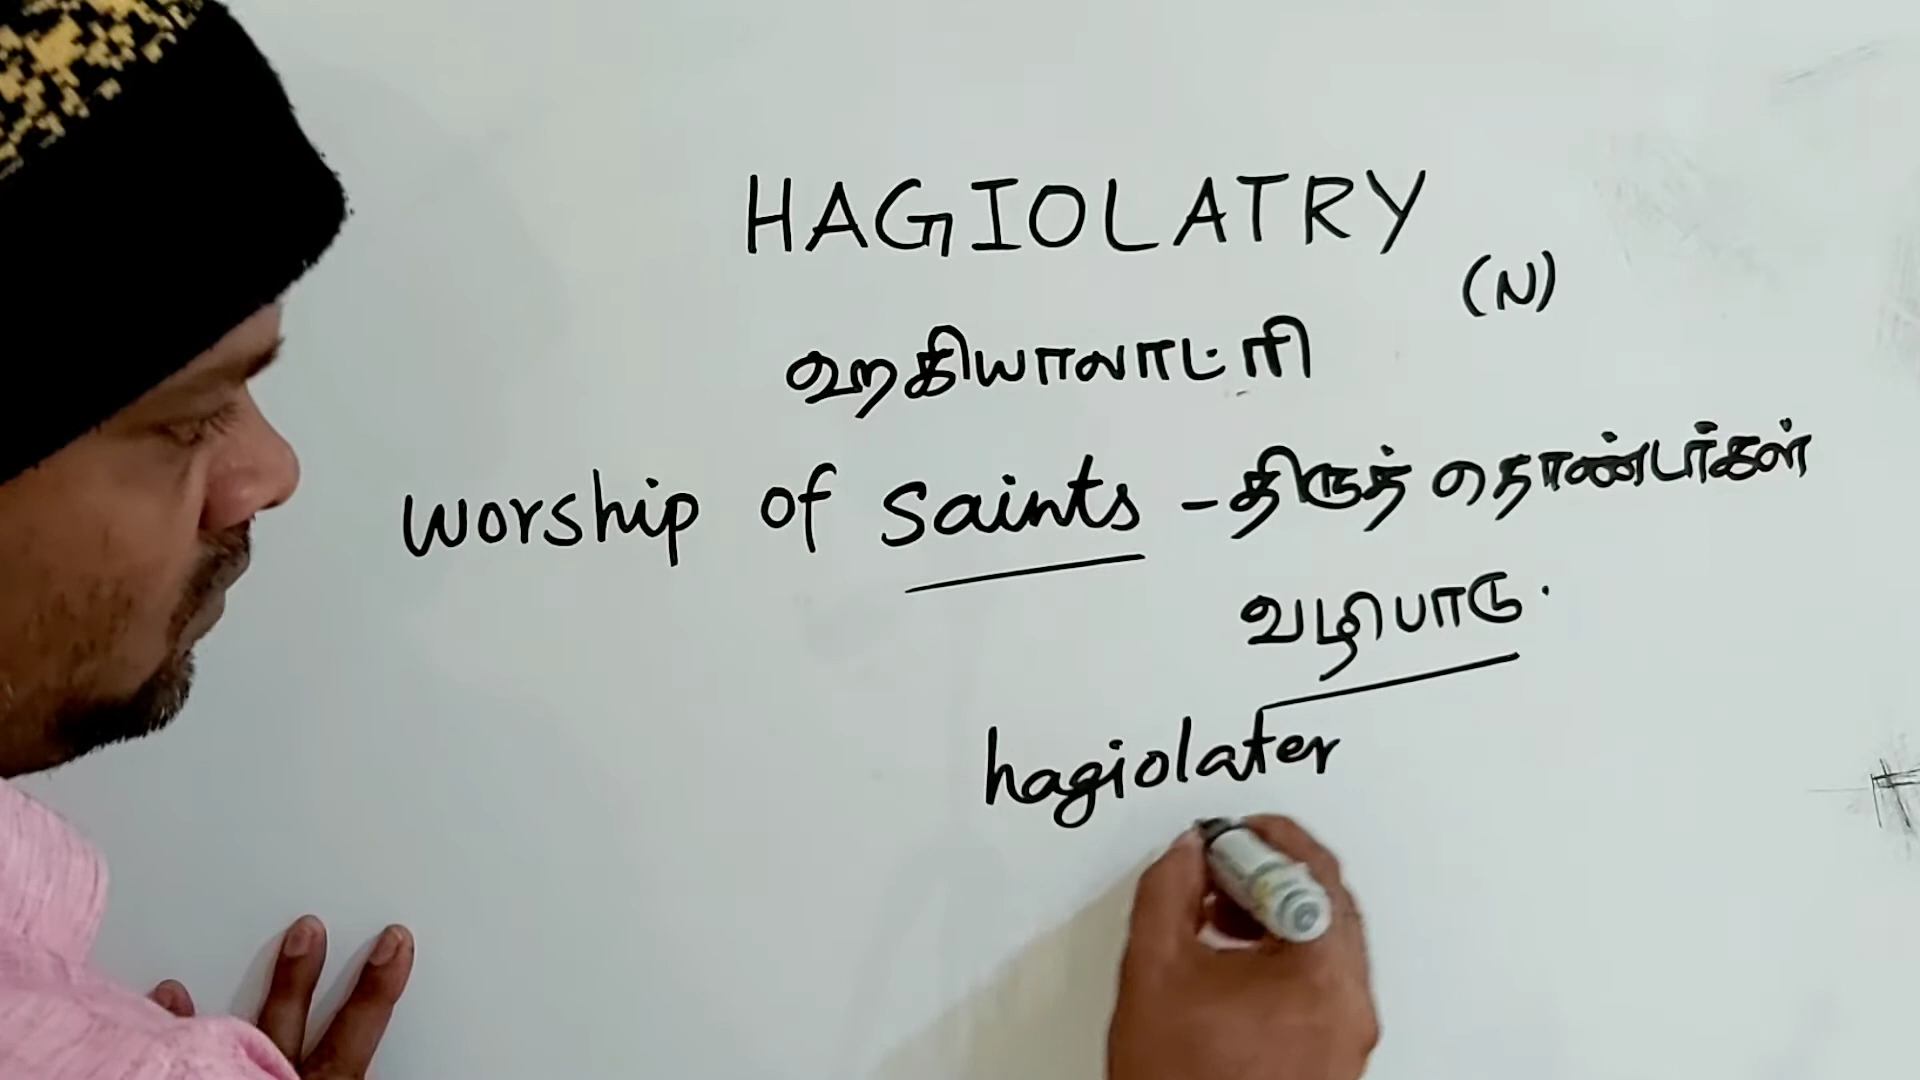 HAGIOLATRY
(N)
ஹகியாலாட்ரி
worship of saints - திருத் தொண்டர்கள்
வழிபாடு.
hagiolater